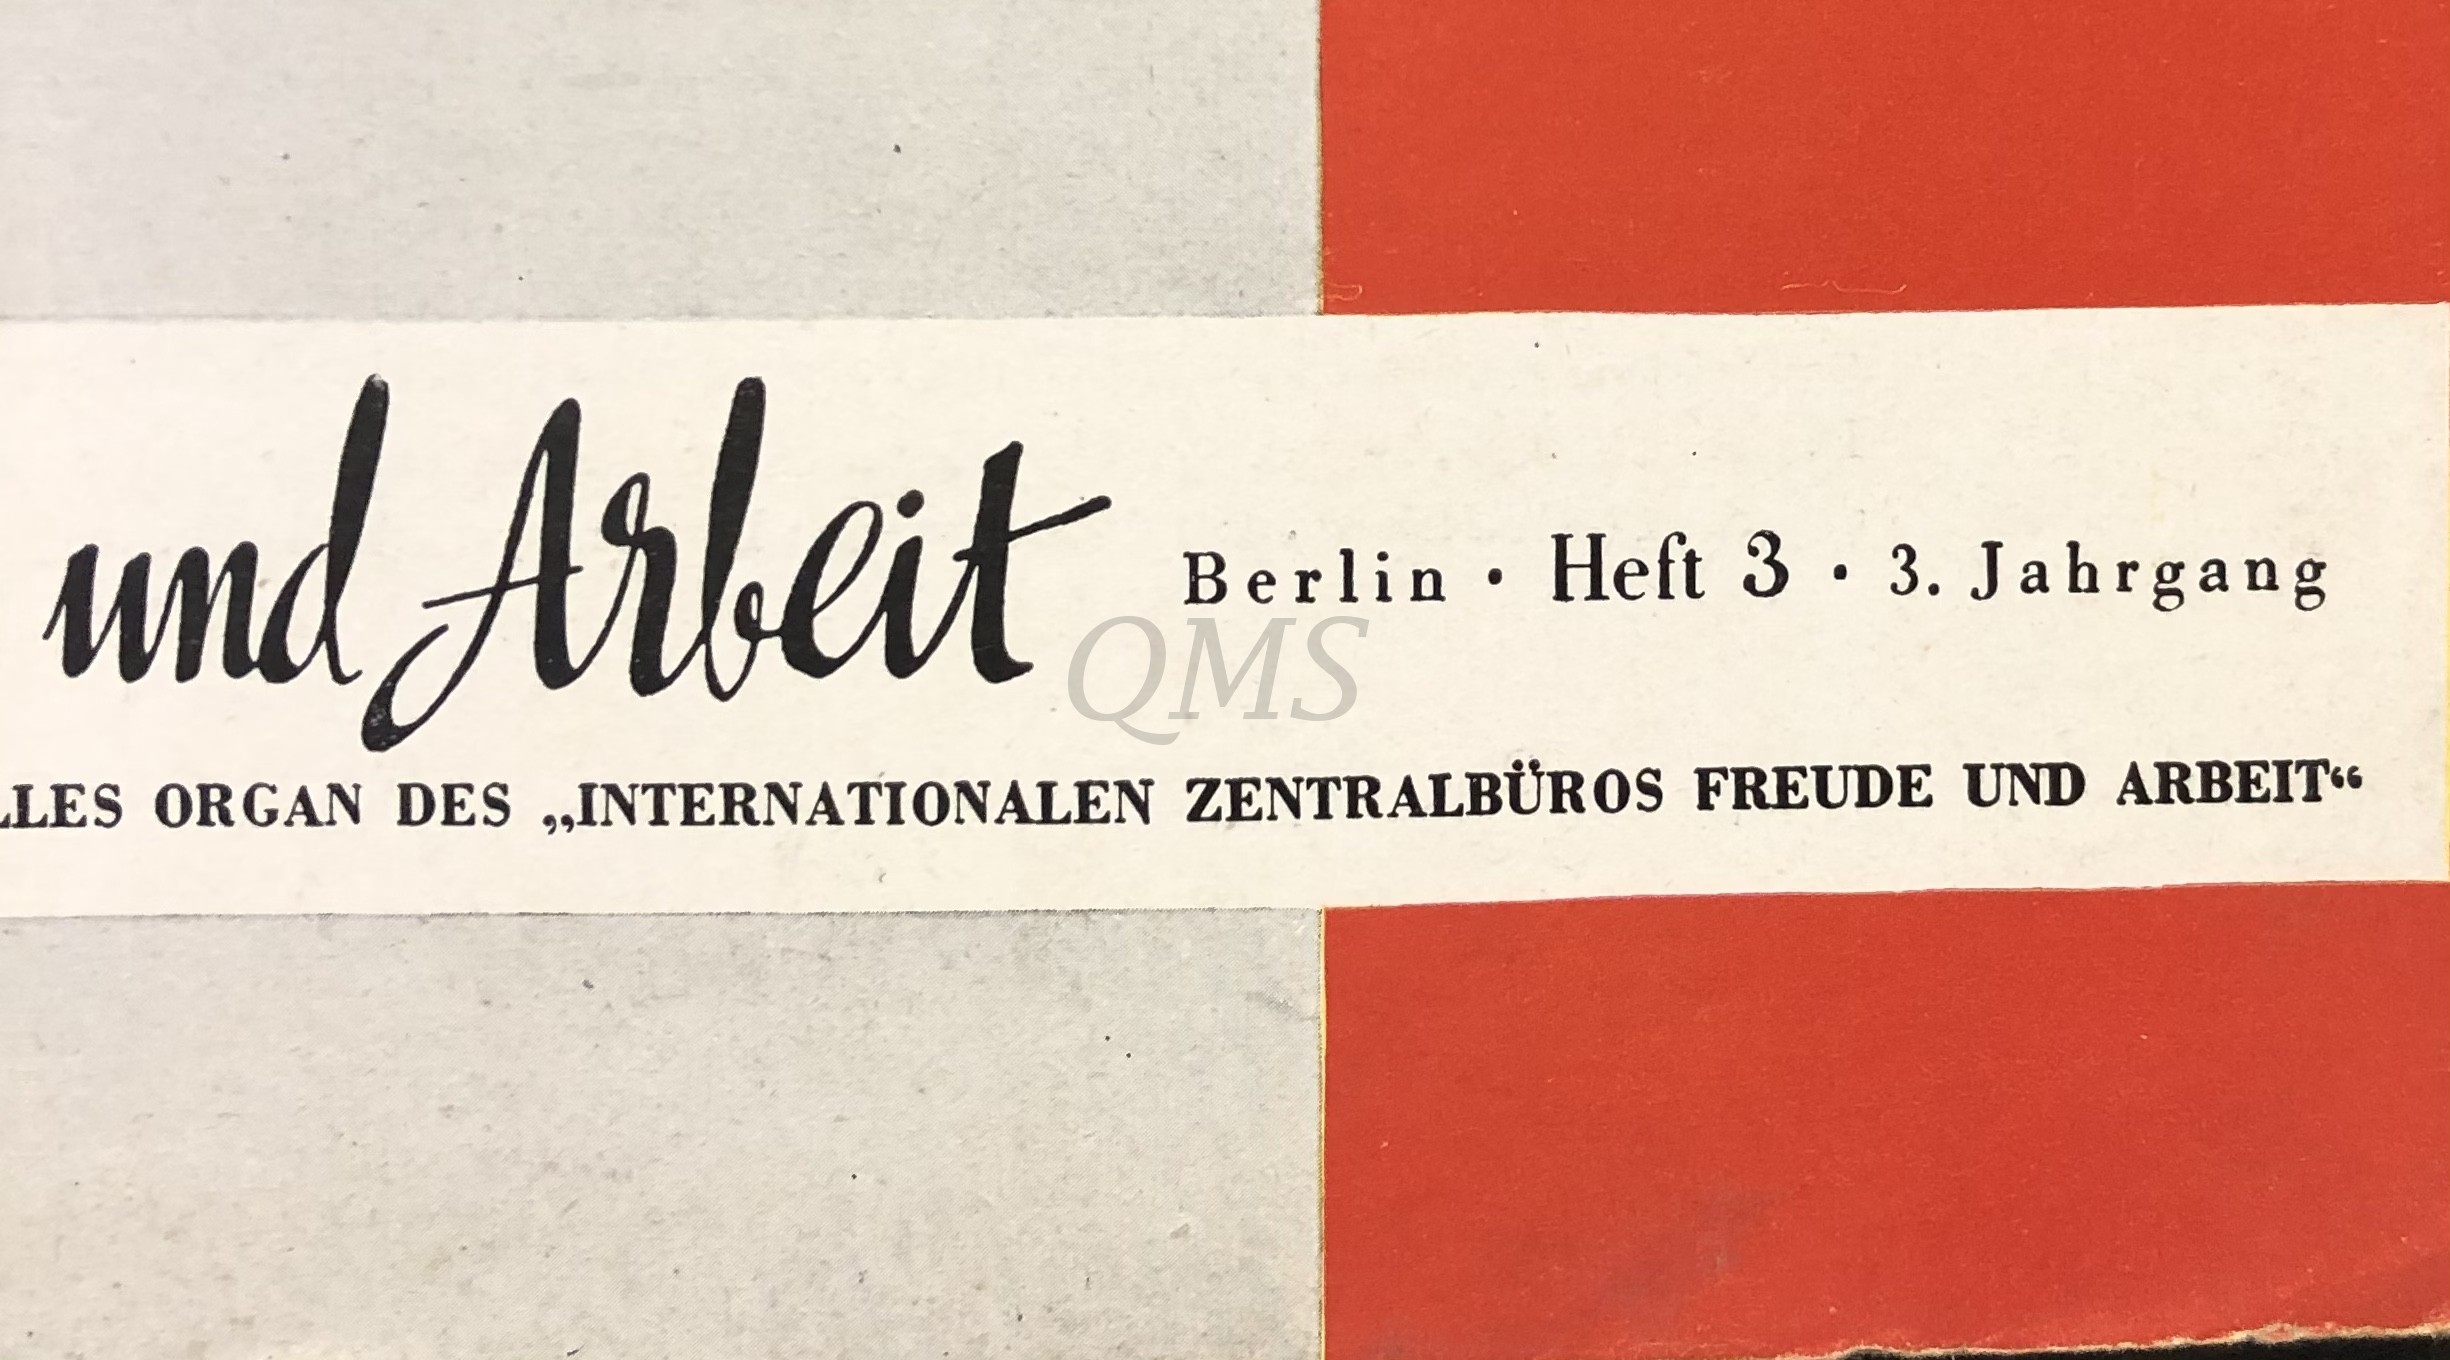 und Arbeit Berlin · Heft 3 · 3. Jahrgang
QMS
LLES ORGAN DES „INTERNATIONALEN ZENTRALBÜROS FREUDE UND ARBEIT“